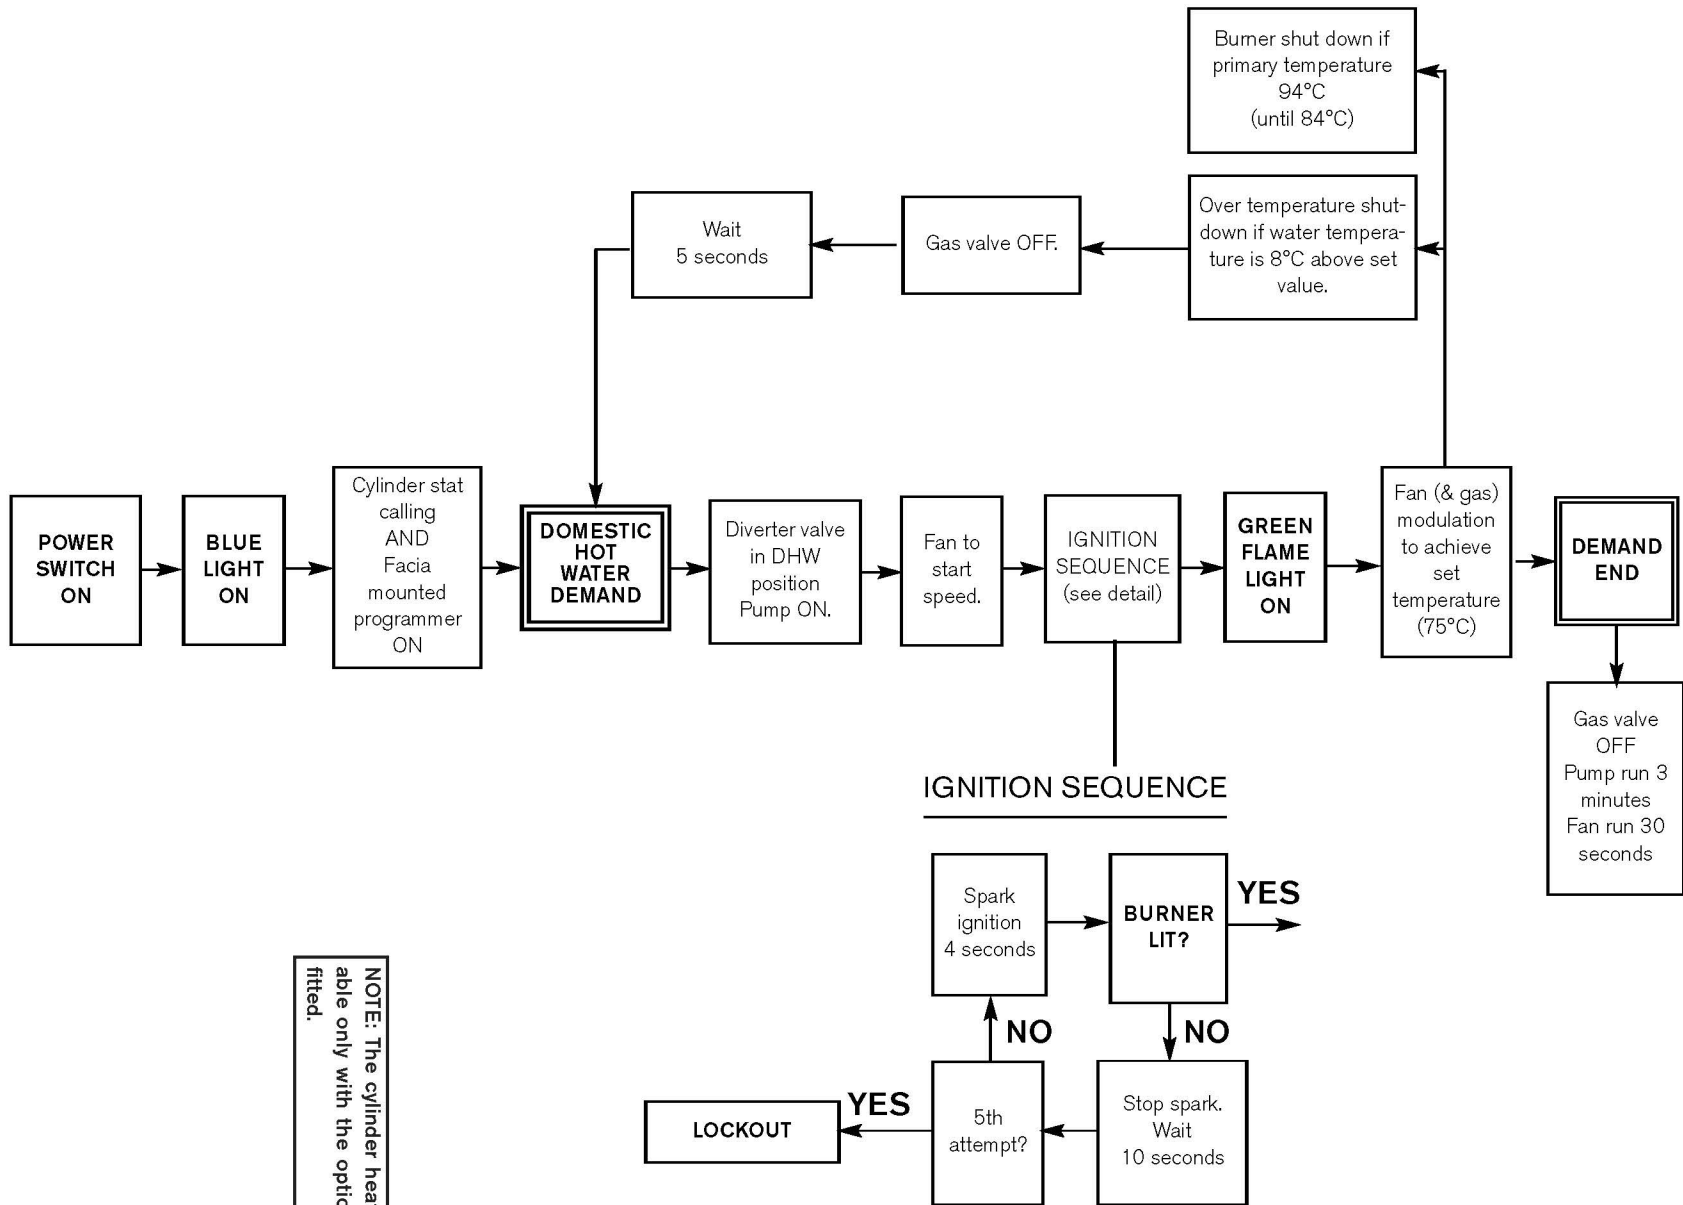 Burner shut down if
primary temperature
94°C
(until 84°C)
Wait
5 seconds
Gas valve OFF.
Over temperature shut-
down if water tempera-
ture is 8°C above set
value.
POWER
SWITCH
ON
BLUE
LIGHT
ON
Cylinder stat
calling
AND
Facia
mounted
programmer
ON
DOMESTIC
HOT
WATER
DEMAND
Diverter valve
in DHW
position
Pump ON.
Fan to
start
speed.
IGNITION
SEQUENCE
(see detail)
GREEN
FLAME
LIGHT
ON
Fan (& gas)
modulation
to achieve
set
temperature
(75°C)
DEMAND
END
Gas valve
OFF
Pump run 3
minutes
Fan run 30
seconds
IGNITION SEQUENCE
Spark
ignition
4 seconds
BURNER
LIT?
YES
NO
NO
Stop spark.
Wait
10 seconds
5th
attempt?
YES
LOCKOUT
NOTE: The cylinder
able only with the
fitted.